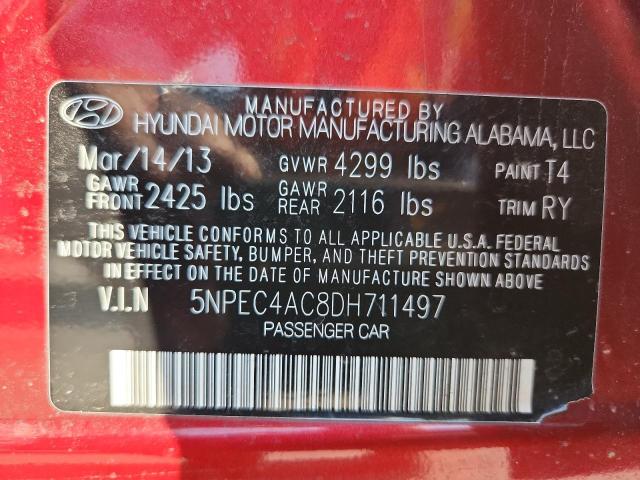 MANUFACTURED BY
HYUNDAI MOTOR MANUFACTURING ALABAMA, LLC
Mar/14/13 GVWR 4299 lbs PAINT T4
GAWR FRONT 2425 lbs GAWR REAR 2116 lbs TRIM RY
THIS VEHICLE CONFORMS TO ALL APPLICABLE U.S.A. FEDERAL
MOTOR VEHICLE SAFETY, BUMPER, AND THEFT PREVENTION STANDARDS
IN EFFECT ON THE DATE OF MANUFACTURE SHOWN ABOVE
V.I.N 5NPEC4AC8DH711497
PASSENGER CAR